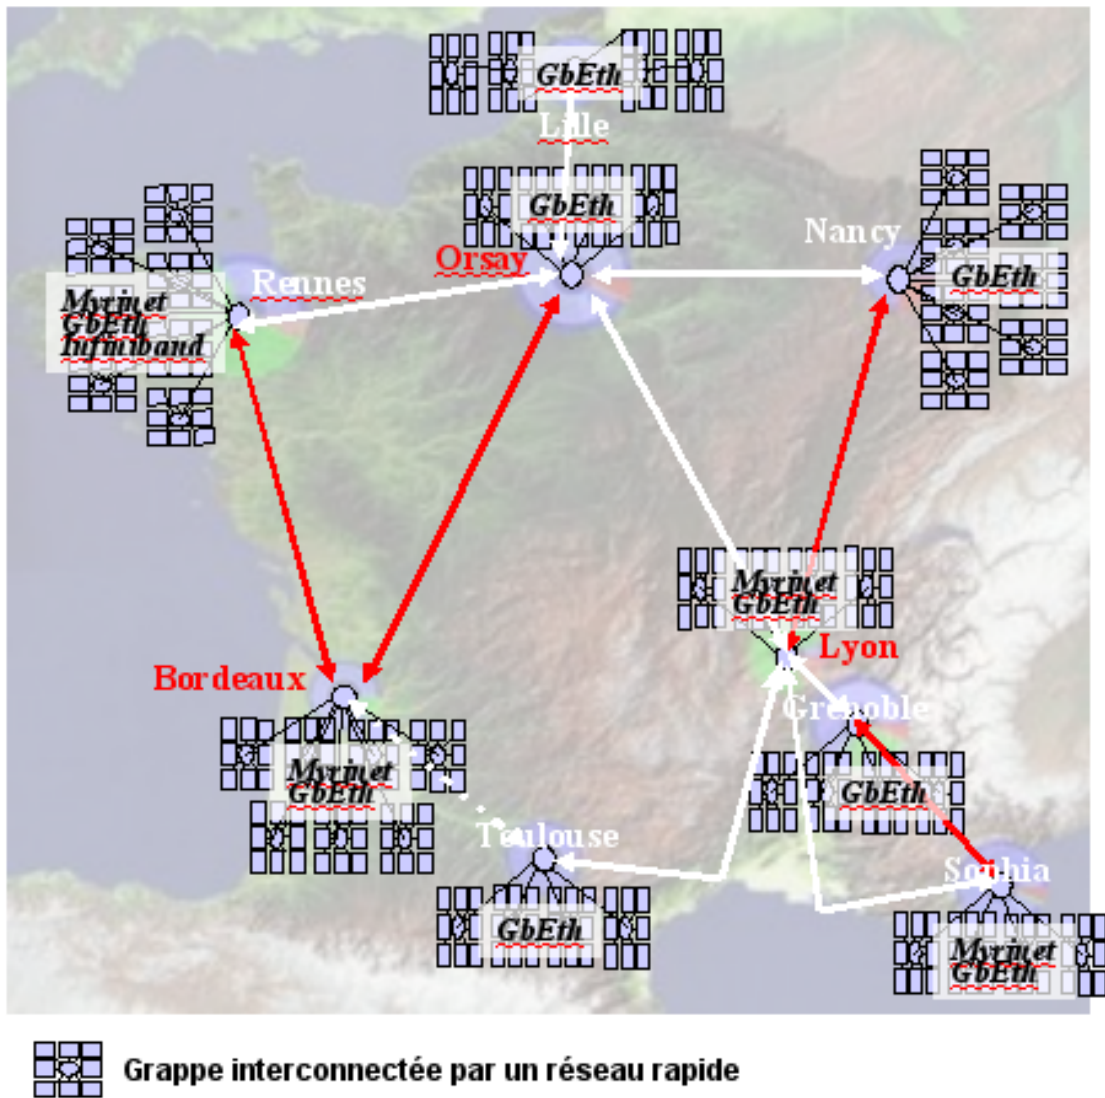 GbEth
Lille
GbEth
Nancy
Orsay
Rennes
GbEth
Myrinet
GbEth
Infiniband
Myrinet
GbEth
Lyon
Bordeaux
Grenoble
Myrinet
GbEth
GbEth
Toulouse
Sophia
GbEth
Myrinet
GbEth
Grappe interconnectée par un réseau rapide